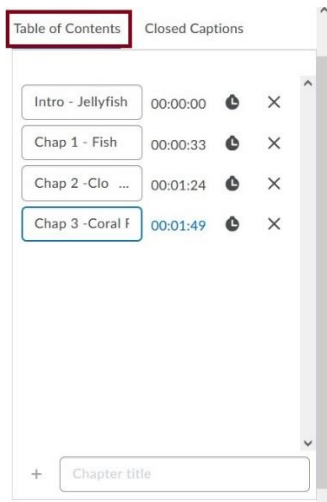 Table of Contents Closed Captions
Intro - Jellyfish 00:00:00
Chap 1 - Fish 00:00:33
Chap 2 -Clo ... 00:01:24
Chap 3 -Coral 00:01:49
+ Chapter title